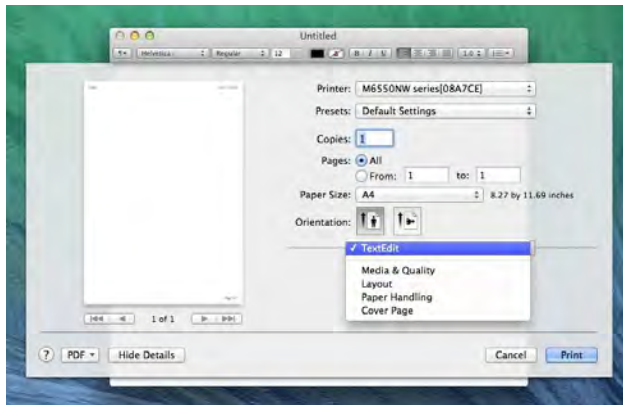 Untitled
Helvetica Regular 12 B I U 1.0
Printer: M6550NW series[08A7CE]
Presets: Default Settings
Copies: 1
Pages: All
From: 1 to: 1
Paper Size: A4 8.27 by 11.69 inches
Orientation:
✓ TextEdit
Media & Quality
Layout
Paper Handling
Cover Page
1 of 1
? PDF Hide Details Cancel Print